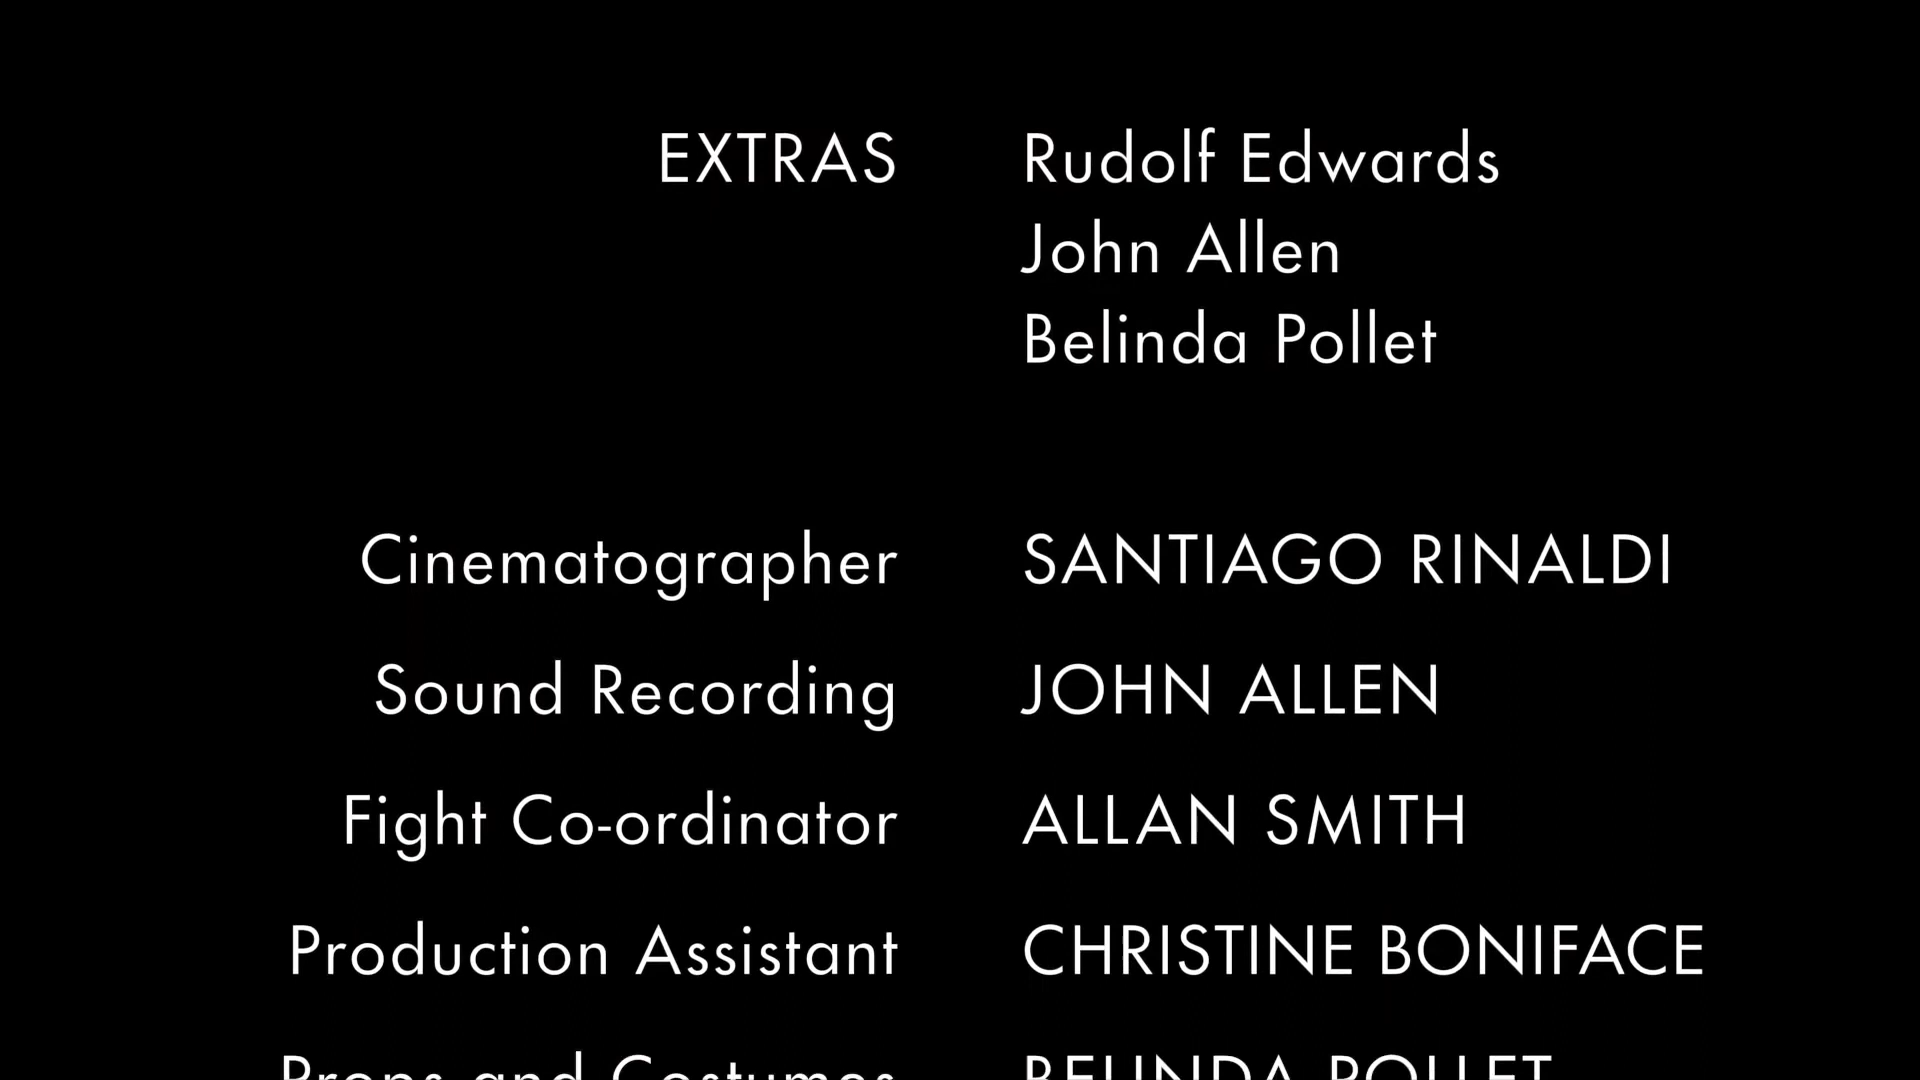 EXTRAS Rudolf Edwards
John Allen
Belinda Pollet
Cinematographer SANTIAGO RINALDI
Sound Recording JOHN ALLEN
Fight Co-ordinator ALLAN SMITH
Production Assistant CHRISTINE BONIFACE
Props and Costumes BELINDA POLLET